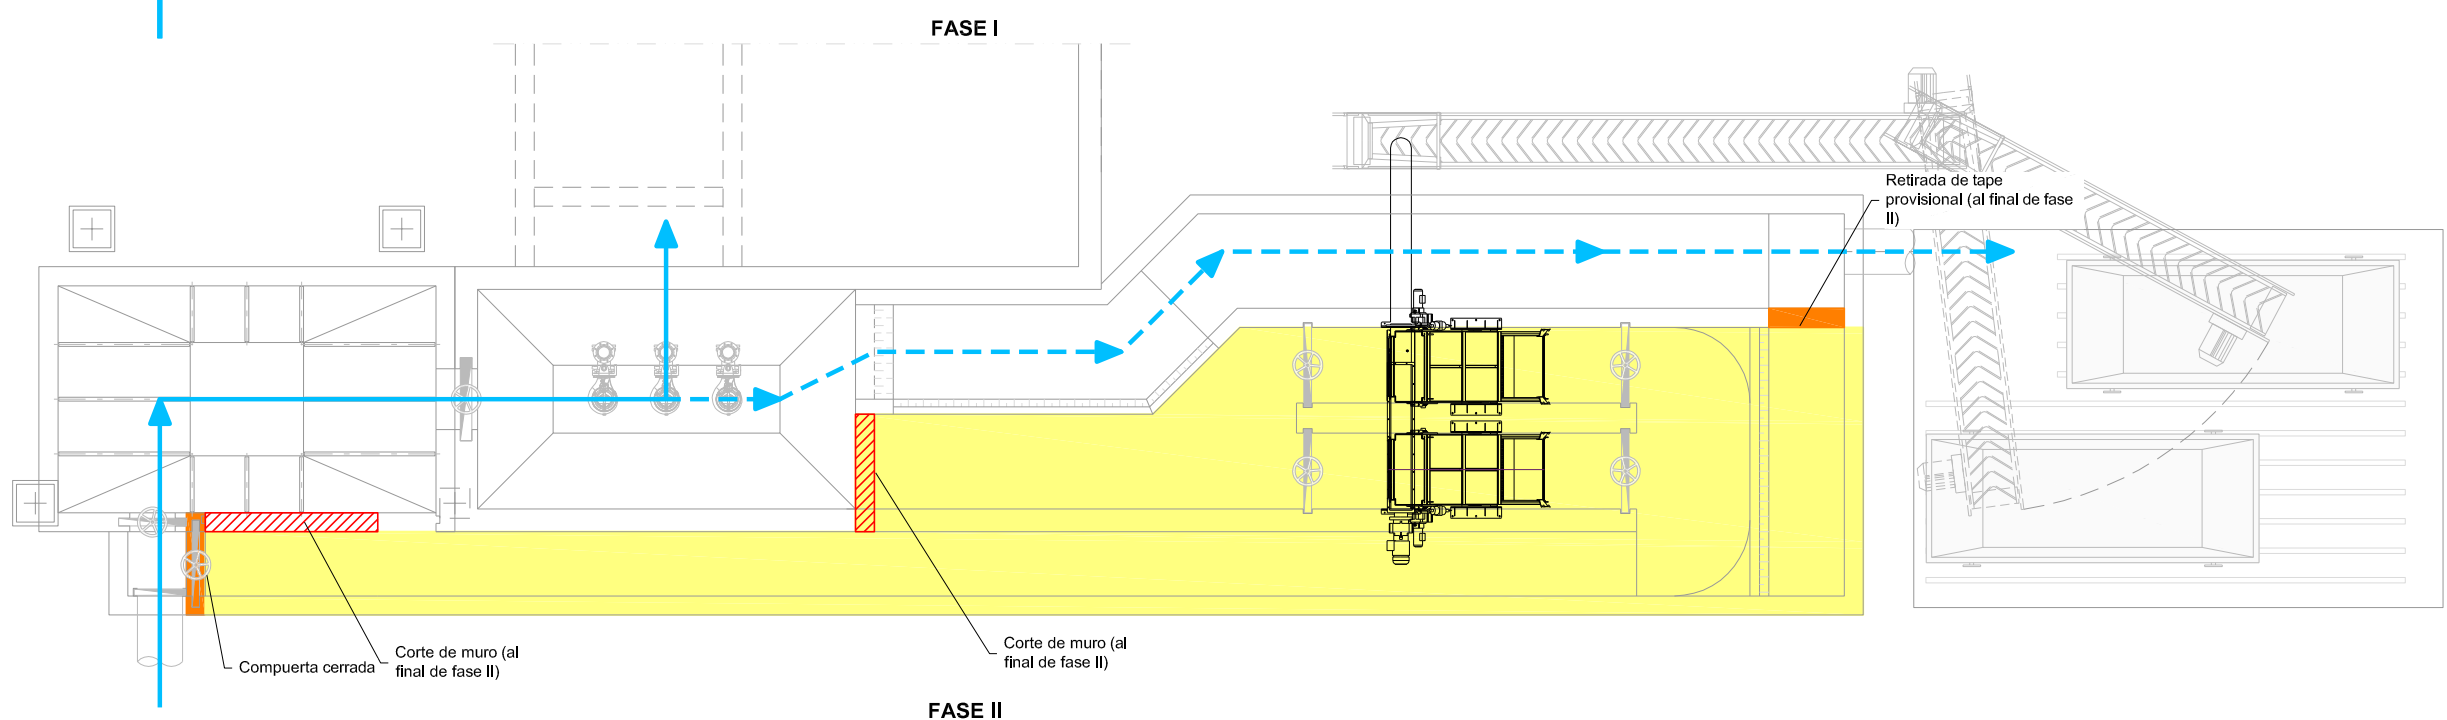 FASE I
Retirada de tape
provisional (al final de fase
II)
Corte de muro (al
final de fase II)
Corte de muro (al
final de fase II)
Compuerta cerrada
FASE II